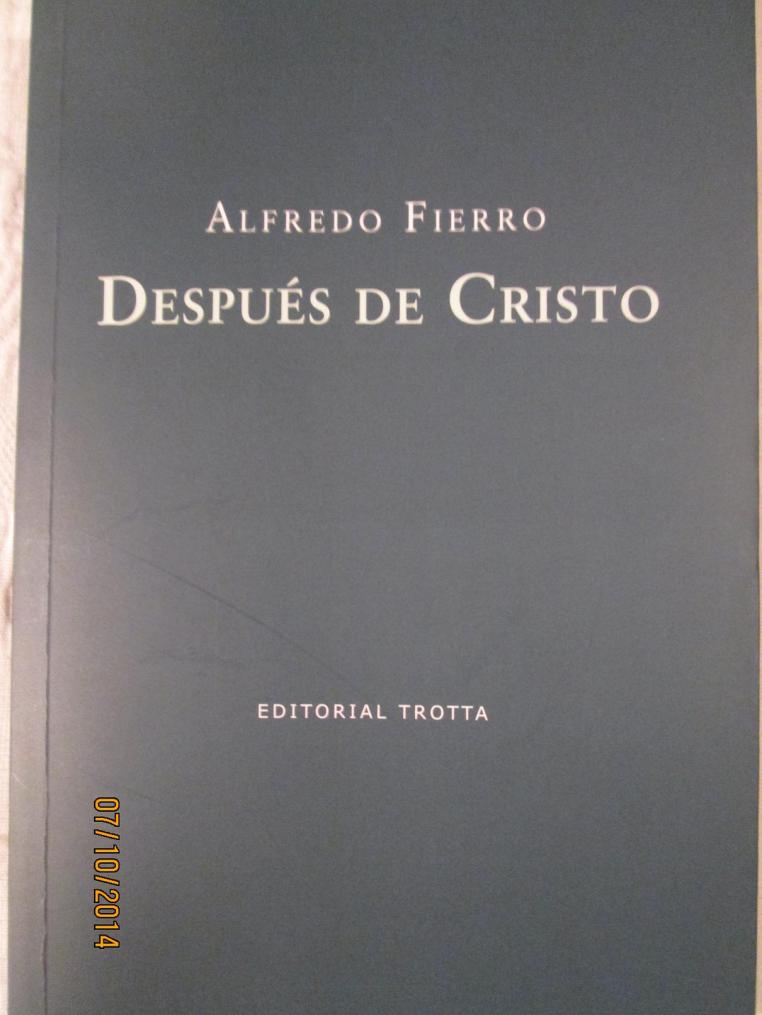 ALFREDO FIERRO
DESPUÉS DE CRISTO
EDITORIAL TROTTA
07/10/2014